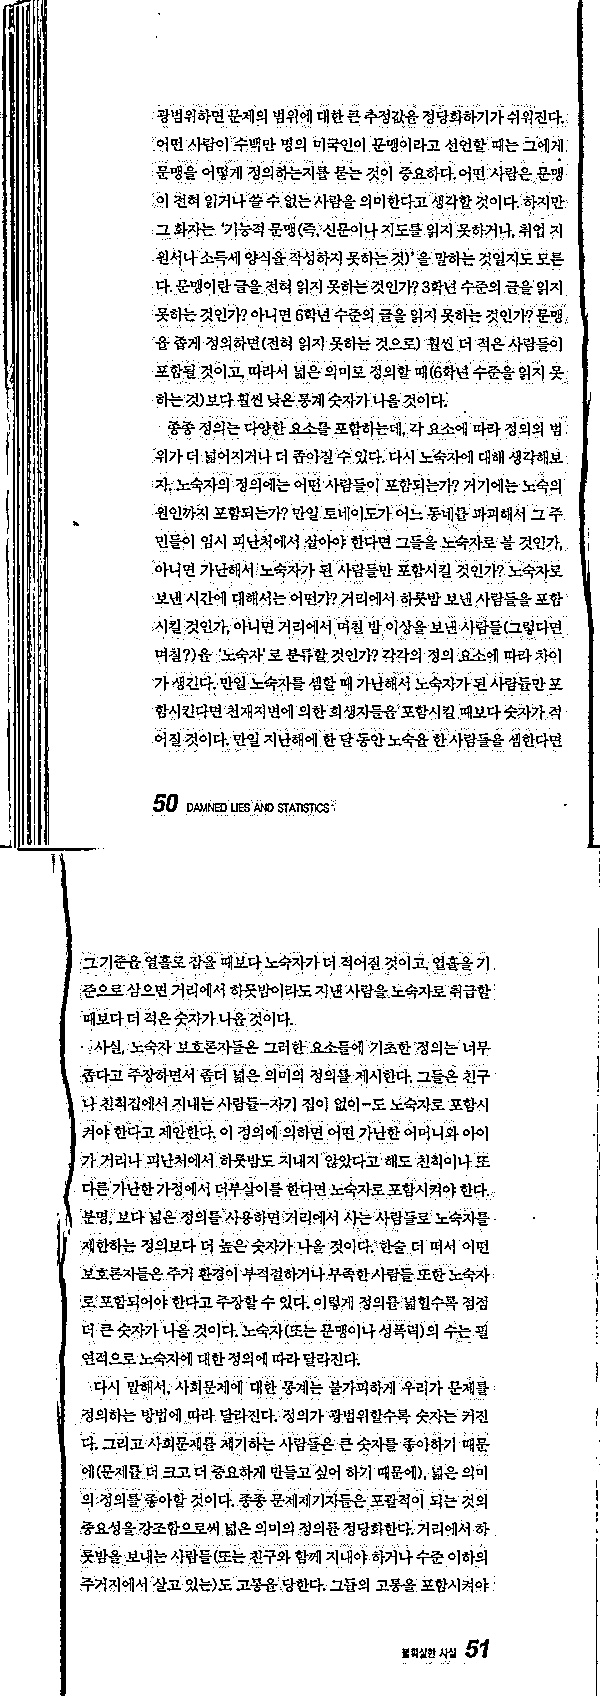 광범위하면 문제의 범위에 대한 큰 추정값을 정당화하기가 쉬워진다.
어떤 사람이 수백만 명의 미국인이 문맹이라고 선언할 때는 그에게
문맹을 어떻게 정의하는지를 묻는 것이 중요하다. 어떤 사람은 문맹
이 전혀 읽거나 쓸 수 없는 사람을 의미한다고 생각할 것이다. 하지만
그 화자는 '기능적 문맹(즉, 신문이나 지도를 읽지 못하거나, 취업 지
원서나 소득세 양식을 작성하지 못하는 것)'을 말하는 것일지도 모른
다. 문맹이란 글을 전혀 읽지 못하는 것인가? 3학년 수준의 글을 읽지
못하는 것인가? 아니면 6학년 수준의 글을 읽지 못하는 것인가? 문맹
을 좁게 정의하면(전혀 읽지 못하는 것으로) 훨씬 더 적은 사람들이
포함될 것이고, 따라서 넓은 의미로 정의할 때(6학년 수준을 읽지 못
하는 것)보다 훨씬 낮은 통계 숫자가 나올 것이다.
종종 정의는 다양한 요소를 포함하는데, 각 요소에 따라 정의의 범
위가 더 넓어지거나 더 좁아질 수 있다. 다시 노숙자에 대해 생각해보
자. 노숙자의 정의에는 어떤 사람들이 포함되는가? 거기에는 노숙의
원인까지 포함되는가? 만일 토네이도가 어느 동네를 파괴해서 그 주
민들이 임시 피난처에서 살아야 한다면 그들을 노숙자로 볼 것인가,
아니면 가난해서 노숙자가 된 사람들만 포함시킬 것인가? 노숙자로
보낸 시간에 대해서는 어떤가? 거리에서 하룻밤 보낸 사람들을 포함
시킬 것인가, 아니면 거리에서 며칠 밤 이상을 보낸 사람들(그렇다면
며칠?)을 '노숙자'로 분류할 것인가? 각각의 정의 요소에 따라 차이
가 생긴다. 만일 노숙자를 셈할 때 가난해서 노숙자가 된 사람들만 포
함시킨다면 천재지변에 의한 희생자들을 포함시킬 때보다 숫자가 적
어질 것이다. 만일 지난해에 한 달 동안 노숙을 한 사람들을 셈한다면
50 DAMNED LIES AND STATISTICS
그 기준을 열흘로 잡을 때보다 노숙자가 더 적어질 것이고, 열흘을 기
준으로 삼으면 거리에서 하룻밤이라도 지낸 사람을 노숙자로 취급할
때보다 더 적은 숫자가 나올 것이다.
사실, 노숙자 보호론자들은 그러한 요소들에 기초한 정의는 너무
좁다고 주장하면서 좀더 넓은 의미의 정의를 제시한다. 그들은 친구
나 친척집에서 지내는 사람들-자기 집이 없이-도 노숙자로 포함시
켜야 한다고 제안한다. 이 정의에 의하면 어떤 가난한 어머니와 아이
가 거리나 피난처에서 하룻밤도 지내지 않았다고 해도 친척이나 또
다른 가난한 가정에서 더부살이를 한다면 노숙자로 포함시켜야 한다.
분명, 보다 넓은 정의를 사용하면 거리에서 사는 사람들로 노숙자를
제한하는 정의보다 더 높은 숫자가 나올 것이다. 한술 더 떠서 어떤
보호론자들은 주거 환경이 부적절하거나 부족한 사람들 또한 노숙자
로 포함되어야 한다고 주장할 수 있다. 이렇게 정의를 넓힐수록 점점
더 큰 숫자가 나올 것이다. 노숙자(또는 문맹이나 성폭력)의 수는 필
연적으로 노숙자에 대한 정의에 따라 달라진다.
다시 말해서, 사회문제에 대한 통계는 불가피하게 우리가 문제를
정의하는 방법에 따라 달라진다. 정의가 광범위할수록 숫자는 커진
다. 그리고 사회문제를 제기하는 사람들은 큰 숫자를 좋아하기 때문
에(문제를 더 크고 더 중요하게 만들고 싶어 하기 때문에), 넓은 의미
의 정의를 좋아할 것이다. 종종 문제제기자들은 포괄적이 되는 것의
중요성을 강조함으로써 넓은 의미의 정의를 정당화한다. 거리에서 하
룻밤을 보내는 사람들(또는 친구와 함께 지내야 하거나 수준 이하의
주거지에서 살고 있는)도 고통을 당한다. 그들의 고통을 포함시켜야
불확실한 사실 51